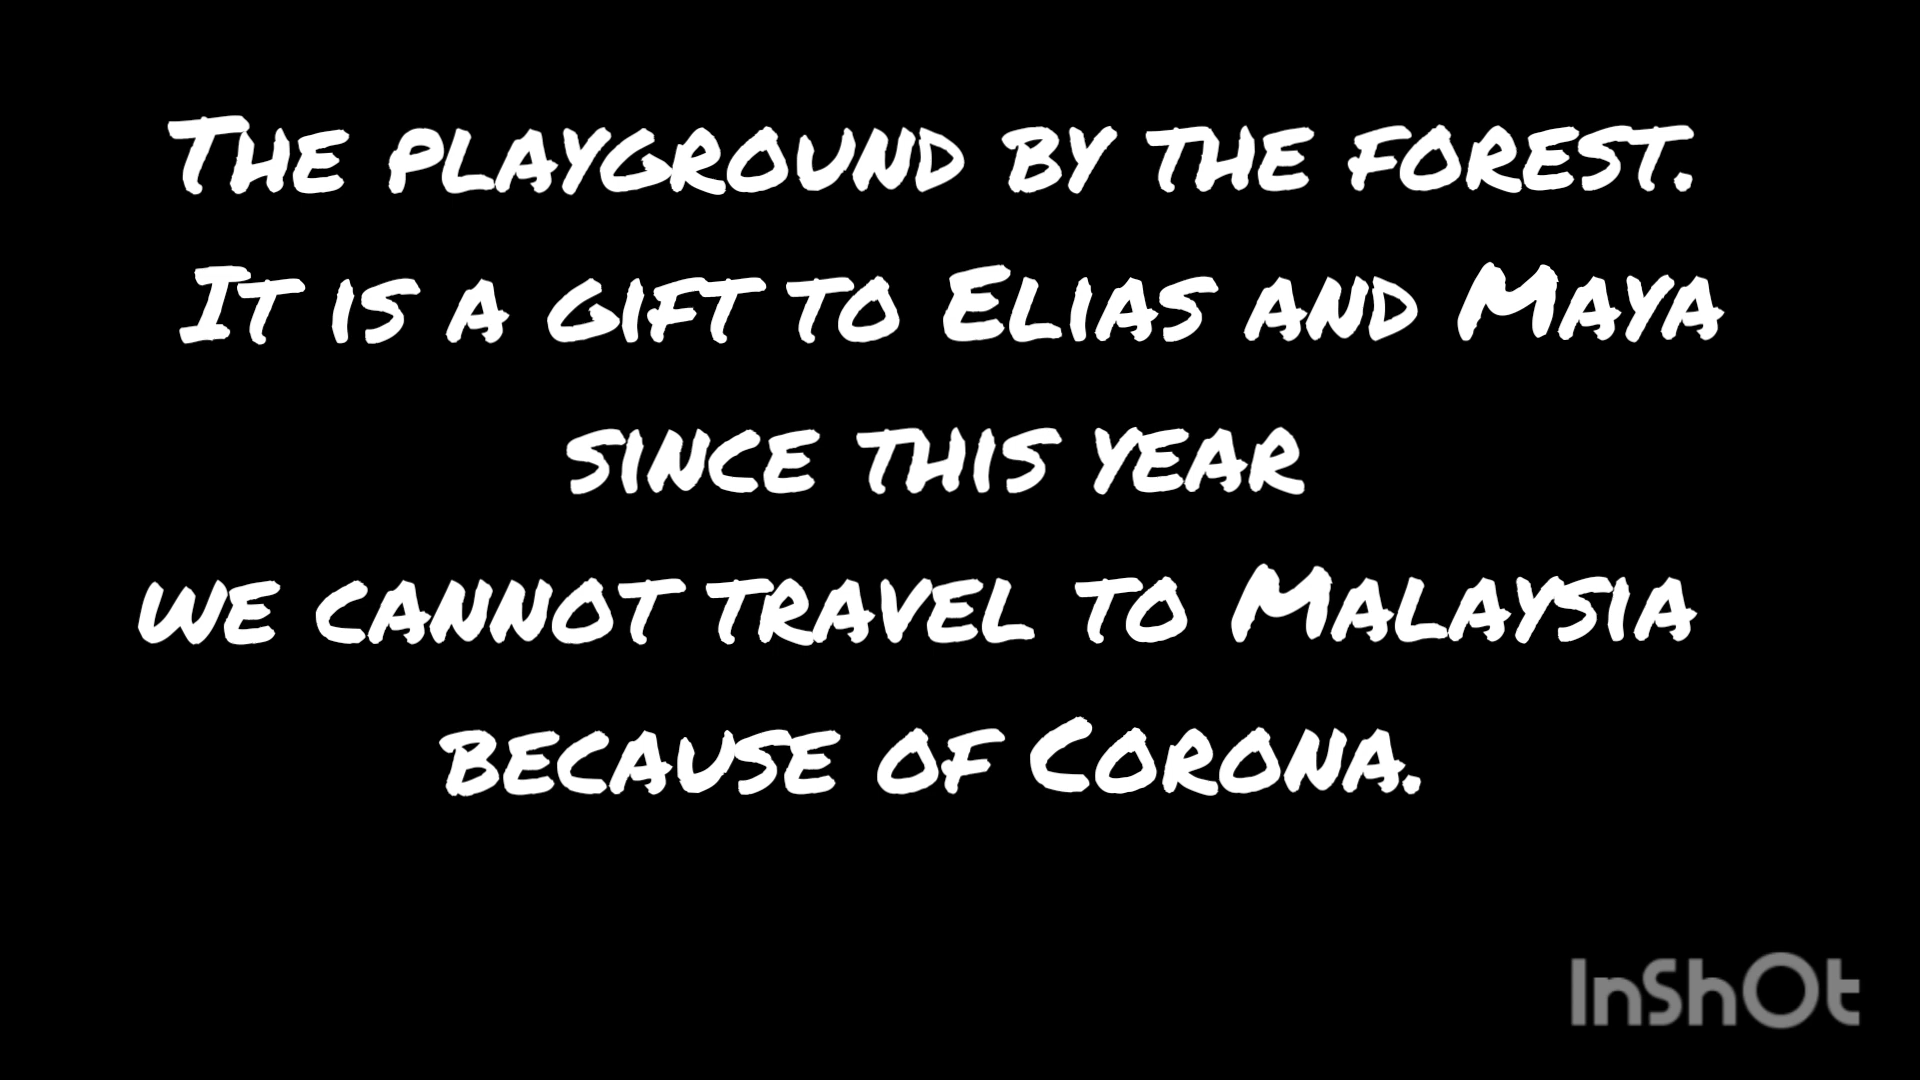 The playground by the forest.
It is a gift to Elias and Maya
since this year
we cannot travel to Malaysia
because of Corona.
InShOt